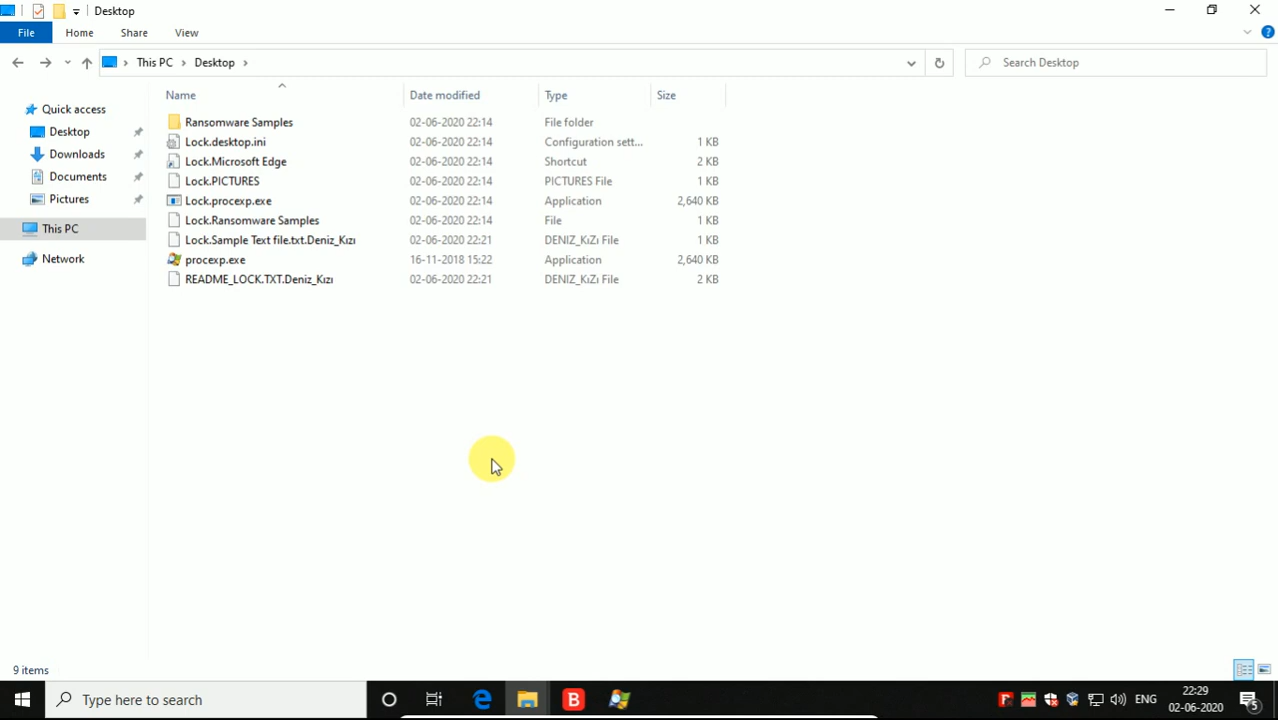 Desktop
File Home Share View
This PC Desktop Search Desktop
Name Date modified Type Size
Quick access
Desktop
Downloads
Documents
Pictures
This PC
Network
Ransomware Samples 02-06-2020 22:14 File folder
Lock.desktop.ini 02-06-2020 22:14 Configuration sett... 1 KB
Lock.Microsoft Edge 02-06-2020 22:14 Shortcut 2 KB
Lock.PICTURES 02-06-2020 22:14 PICTURES File 1 KB
Lock.procexp.exe 02-06-2020 22:14 Application 2,640 KB
Lock.Ransomware Samples 02-06-2020 22:14 File 1 KB
Lock.Sample Text file.txt.Deniz_Kızı 02-06-2020 22:21 DENIZ_KıZı File 1 KB
procexp.exe 16-11-2018 15:22 Application 2,640 KB
README_LOCK.TXT.Deniz_Kızı 02-06-2020 22:21 DENIZ_KıZı File 2 KB
9 items
Type here to search
B
ENG
22:29
02-06-2020
5